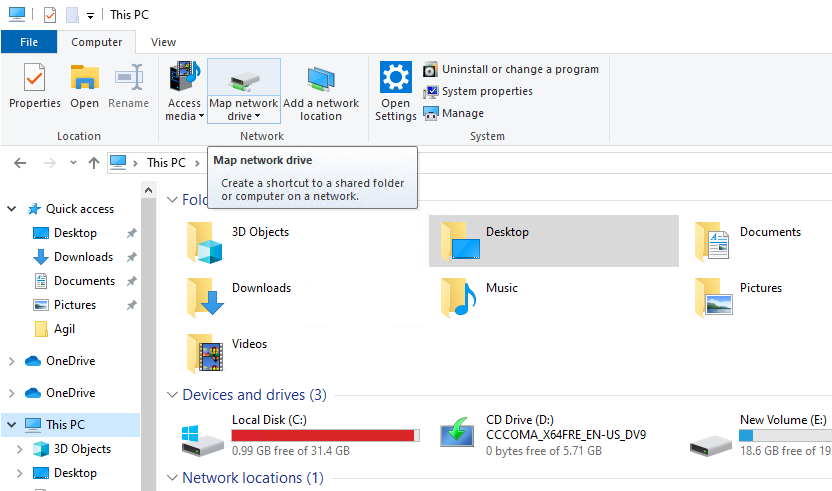 This PC
File
Computer
View
Properties
Open
Rename
Access
media
Map network
drive
Add a network
location
Open
Settings
Uninstall or change a program
System properties
Manage
Location
Network
System
This PC
Map network drive
Create a shortcut to a shared folder
or computer on a network.
Quick access
Desktop
Downloads
Documents
Pictures
Agil
OneDrive
OneDrive
This PC
3D Objects
Desktop
3D Objects
Desktop
Documents
Downloads
Music
Pictures
Videos
Devices and drives (3)
Local Disk (C:)
0.99 GB free of 31.4 GB
CD Drive (D:)
CCCOMA_X64FRE_EN-US_DV9
0 bytes free of 5.71 GB
New Volume (E:)
18.6 GB free of 19
Network locations (1)